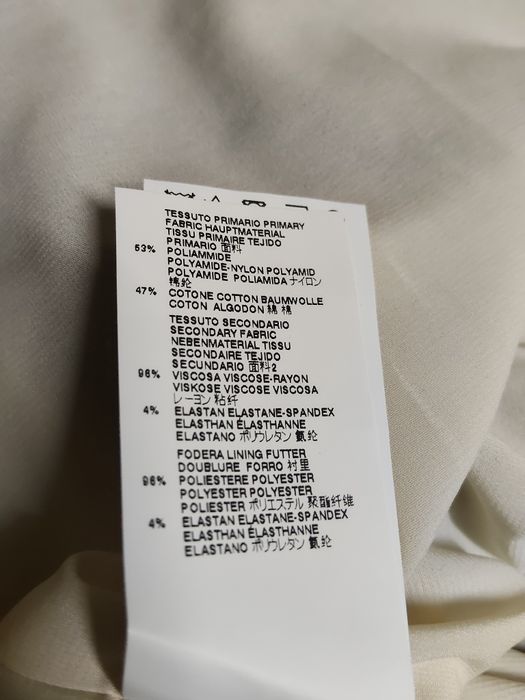 TESSUTO PRIMARIO PRIMARY
FABRIC HAUPTMATERIAL
TISSU PRIMAIRE TEJIDO
PRIMARIO 面料
53% POLIAMMIDE
POLYAMIDE-NYLON POLYAMID
POLYAMIDE POLIAMIDA ナイロン
锦纶
47% COTONE COTTON BAUMWOLLE
COTON ALGODON 綿 棉
TESSUTO SECONDARIO
SECONDARY FABRIC
NEBENMATERIAL TISSU
SECONDAIRE TEJIDO
SECUNDARIO 面料2
96% VISCOSA VISCOSE-RAYON
VISKOSE VISCOSE VISCOSA
レーヨン 粘纤
4% ELASTAN ELASTANE-SPANDEX
ELASTHAN ÉLASTHANNE
ELASTANO ポリウレタン 氨纶
FODERA LINING FUTTER
DOUBLURE FORRO 衬里
96% POLIESTERE POLYESTER
POLYESTER POLYESTER
POLIESTER ポリエステル 聚酯纤维
4% ELASTAN ELASTANE-SPANDEX
ELASTHAN ÉLASTHANNE
ELASTANO ポリウレタン 氨纶